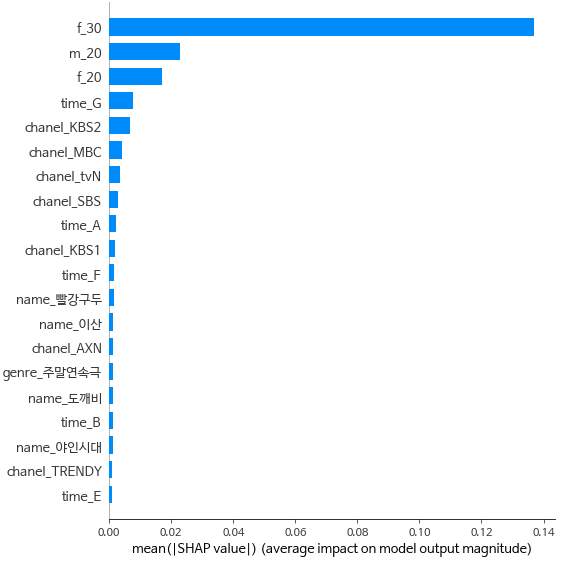 f_30
m_20
f_20
time_G
chanel_KBS2
chanel_MBC
chanel_tvN
chanel_SBS
time_A
chanel_KBS1
time_F
name_빨강구두
name_이산
chanel_AXN
genre_주말연속극
name_도깨비
time_B
name_야인시대
chanel_TRENDY
time_E
0.00 0.02 0.04 0.06 0.08 0.10 0.12 0.14
mean(|SHAP value|) (average impact on model output magnitude)